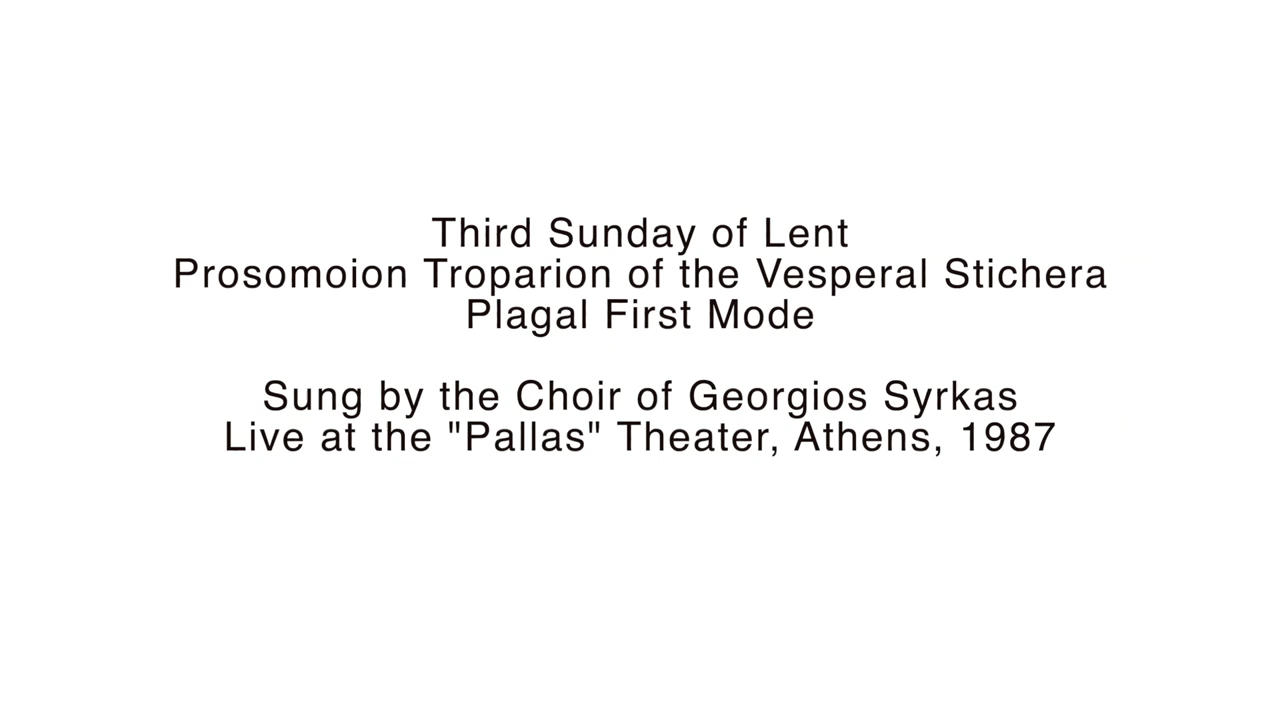 Third Sunday of Lent
Prosomoion Troparion of the Vesperal Stichera
Plagal First Mode
Sung by the Choir of Georgios Syrkas
Live at the "Pallas" Theater, Athens, 1987